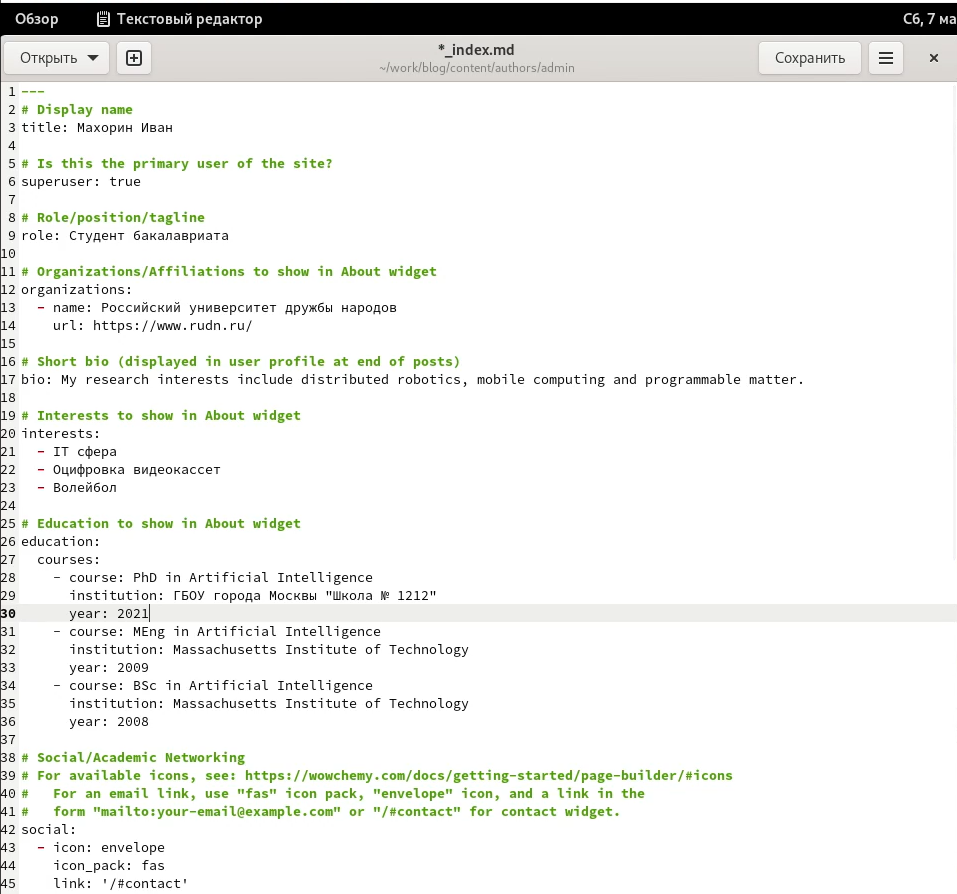 Обзор Текстовый редактор Сб, 7 ма
Открыть *_index.md Сохранить
~/work/blog/content/authors/admin
1 ---
2 # Display name
3 title: Махорин Иван
4
5 # Is this the primary user of the site?
6 superuser: true
7
8 # Role/position/tagline
9 role: Студент бакалавриата
10
11 # Organizations/Affiliations to show in About widget
12 organizations:
13   - name: Российский университет дружбы народов
14     url: https://www.rudn.ru/
15
16 # Short bio (displayed in user profile at end of posts)
17 bio: My research interests include distributed robotics, mobile computing and programmable matter.
18
19 # Interests to show in About widget
20 interests:
21   - IT сфера
22   - Оцифровка видеокассет
23   - Волейбол
24
25 # Education to show in About widget
26 education:
27   courses:
28     - course: PhD in Artificial Intelligence
29       institution: ГБОУ города Москвы "Школа № 1212"
30       year: 2021
31     - course: MEng in Artificial Intelligence
32       institution: Massachusetts Institute of Technology
33       year: 2009
34     - course: BSc in Artificial Intelligence
35       institution: Massachusetts Institute of Technology
36       year: 2008
37
38 # Social/Academic Networking
39 # For available icons, see: https://wowchemy.com/docs/getting-started/page-builder/#icons
40 #   For an email link, use "fas" icon pack, "envelope" icon, and a link in the
41 #   form "mailto:your-email@example.com" or "/#contact" for contact widget.
42 social:
43   - icon: envelope
44     icon_pack: fas
45     link: '/#contact'